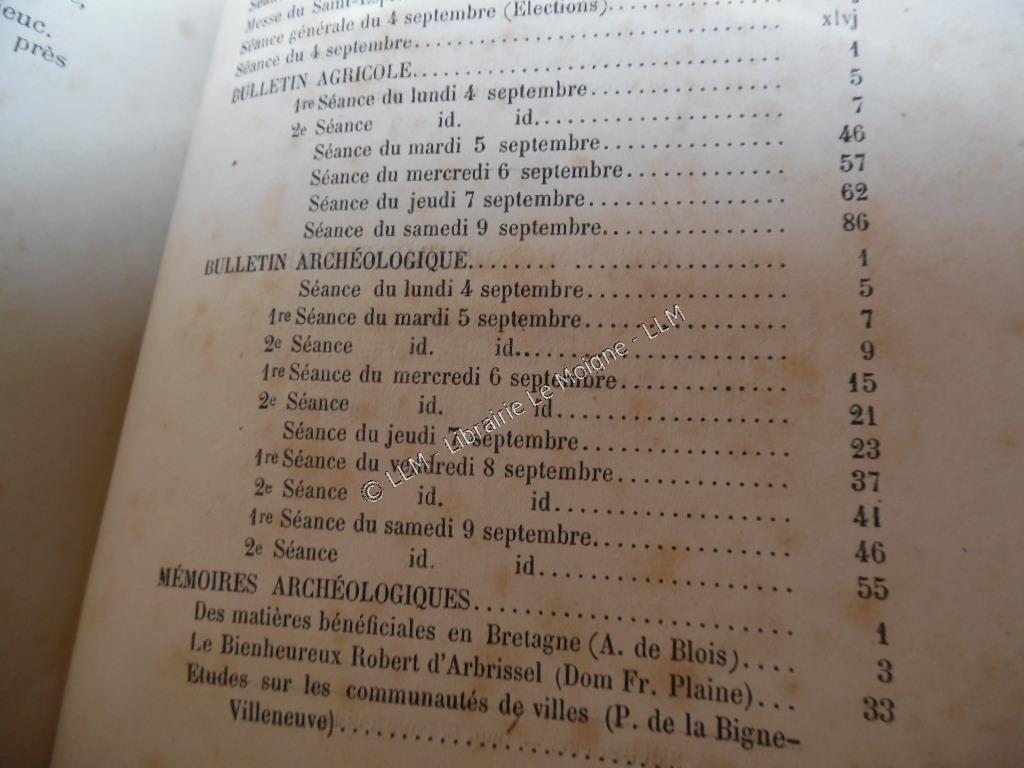 ieuc.
près
Messe du Saint-Esp
Séance générale du 4 septembre (Elections)
Séance du 4 septembre.......... xlvj
BULLETIN AGRICOLE.......... 1
1re Séance du lundi 4 septembre.......... 5
2e Séance id. id.......... 7
Séance du mardi 5 septembre.......... 46
Séance du mercredi 6 septembre.......... 57
Séance du jeudi 7 septembre.......... 62
Séance du samedi 9 septembre.......... 86
BULLETIN ARCHÉOLOGIQUE.......... 1
Séance du lundi 4 septembre.......... 5
1re Séance du mardi 5 septembre.......... 7
2e Séance id. id.......... 9
1re Séance du mercredi 6 septembre.......... 15
2e Séance id. id.......... 21
Séance du jeudi 7 septembre.......... 23
1re Séance du vendredi 8 septembre.......... 37
2e Séance id. id.......... 41
1re Séance du samedi 9 septembre.......... 46
2e Séance id. id.......... 55
MÉMOIRES ARCHÉOLOGIQUES.......... 1
Des matières bénéficiales en Bretagne (A. de Blois).... 3
Le Bienheureux Robert d'Arbrissel (Dom Fr. Plaine)... 33
Etudes sur les communautés de villes (P. de la Bigne-
Villeneuve)..........
© LLM - Librairie Le Moigne - LLM